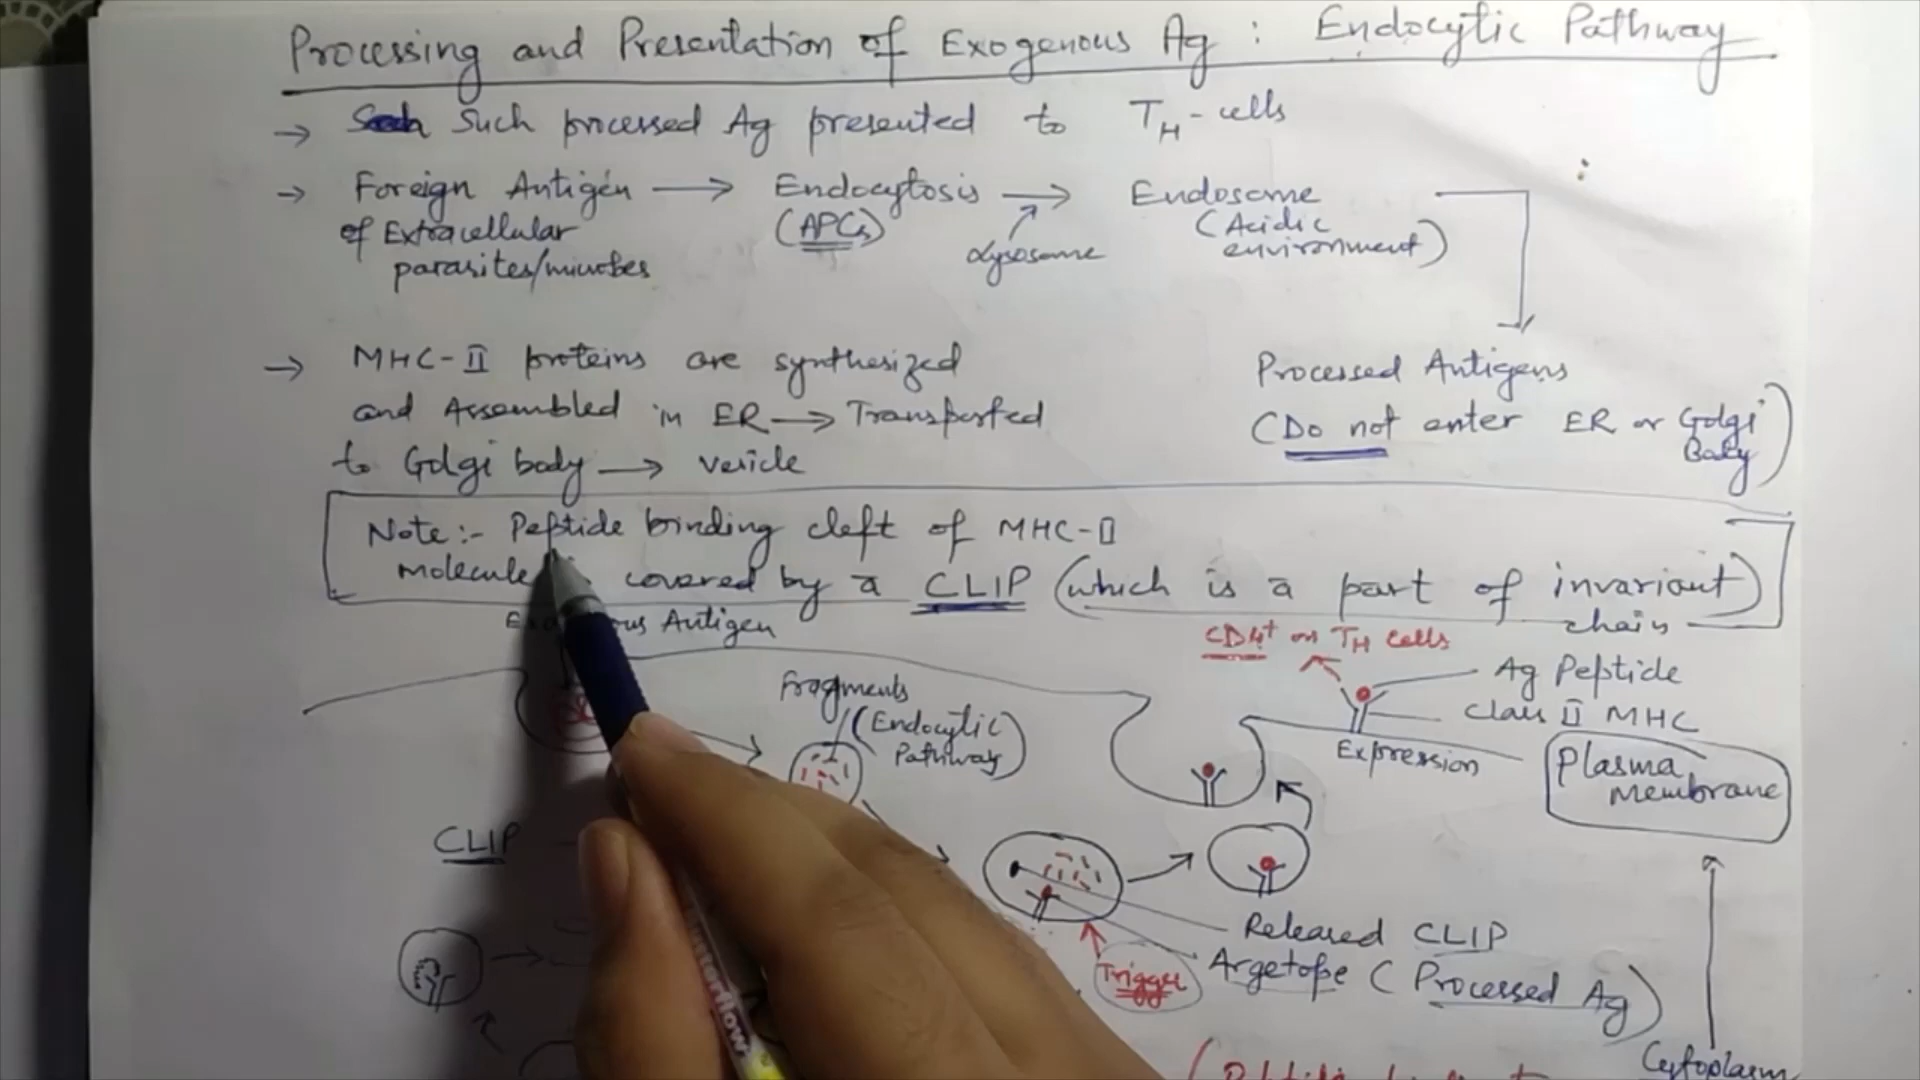 Processing and Presentation of Exogenous Ag : Endocytic Pathway
→ Such processed Ag presented to TH-cells
→ Foreign Antigen → Endocytosis → Endosome
of Extracellular (APCs) Lysosome (Acidic
parasites/microbes environment)
→ MHC-II proteins are synthesized
and Assembled in ER → Transported
to Golgi body → vesicle
Processed Antigens
(Do not enter ER or Golgi
Body)
Note:- Peptide binding cleft of MHC-II
molecule covered by a CLIP (which is a part of invariant)
chain
Antigen
CD4+ on TH cells
Ag Peptide
Class II MHC
Expression
Plasma
Membrane
Fragments
(Endocytic
Pathway)
CLIP
Released CLIP
Argetope (Processed Ag)
Trigger
Cytoplasm